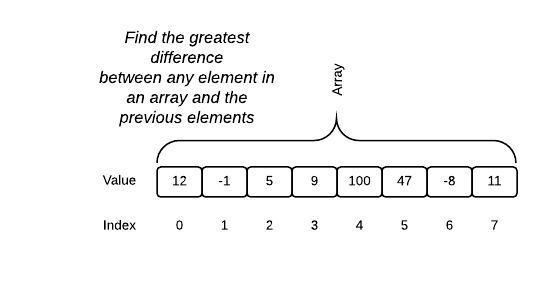 Find the greatest
difference
between any element in
an array and the
previous elements
Array
Value 12 -1 5 9 100 47 -8 11
Index 0 1 2 3 4 5 6 7